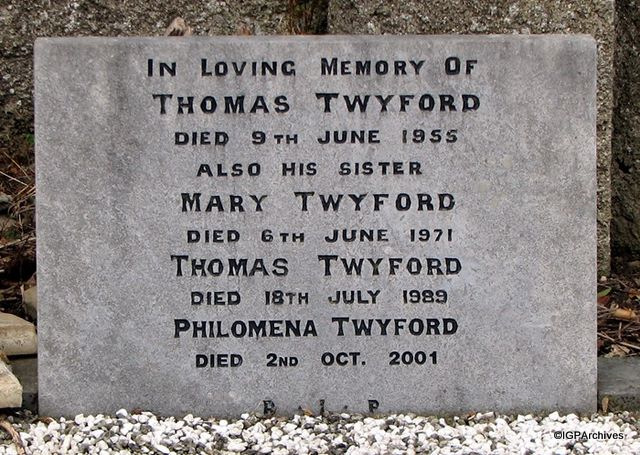 In Loving Memory Of
Thomas Twyford
died 9th June 1955
also his sister
Mary Twyford
died 6th June 1971
Thomas Twyford
died 18th July 1989
Philomena Twyford
died 2nd Oct. 2001
R I P
©IGPArchives